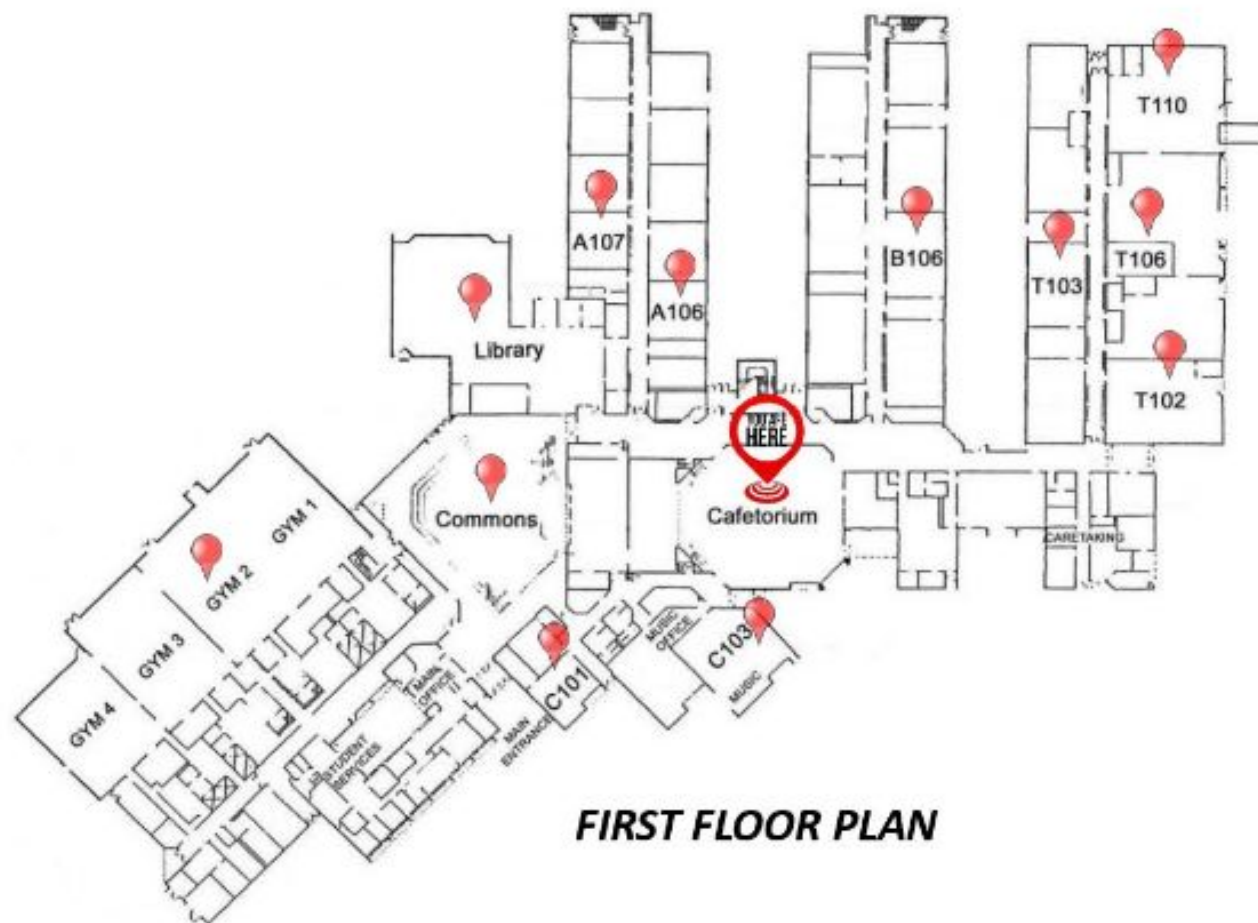 T110
A107
B106
T106
T103
A106
Library
T102
YOU ARE
HERE
GYM 1
Commons
Cafetorium
CARETAKING
GYM 2
GYM 3
MUSIC
OFFICE
C103
MUSIC
C101
MAIN
OFFICE
GYM 4
MAIN
ENTRANCE
STUDENT
SERVICES
FIRST FLOOR PLAN